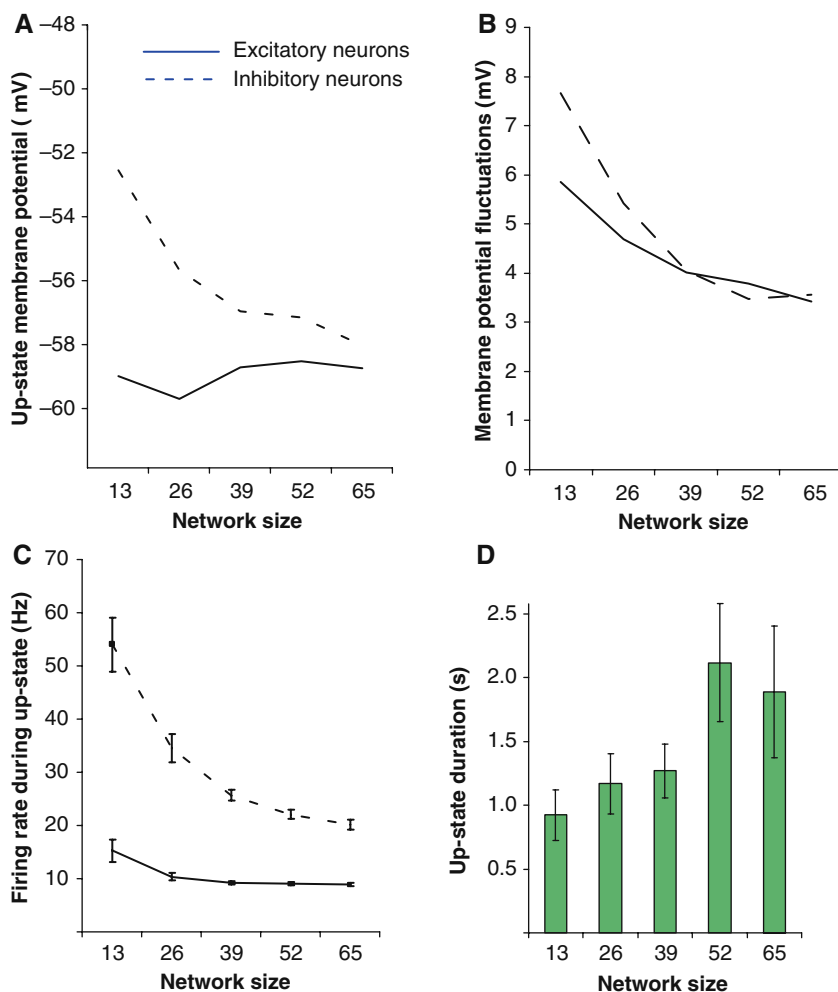 A
Up-state membrane potential ( mV)
–48
–50
–52
–54
–56
–58
–60
Excitatory neurons
Inhibitory neurons
13 26 39 52 65
Network size
B
Membrane potential fluctuations (mV)
9
8
7
6
5
4
3
2
1
0
13 26 39 52 65
Network size
C
Firing rate during up-state (Hz)
70
60
50
40
30
20
10
13 26 39 52 65
Network size
D
Up-state duration (s)
2.5
2.0
1.5
1.0
0.5
13 26 39 52 65
Network size